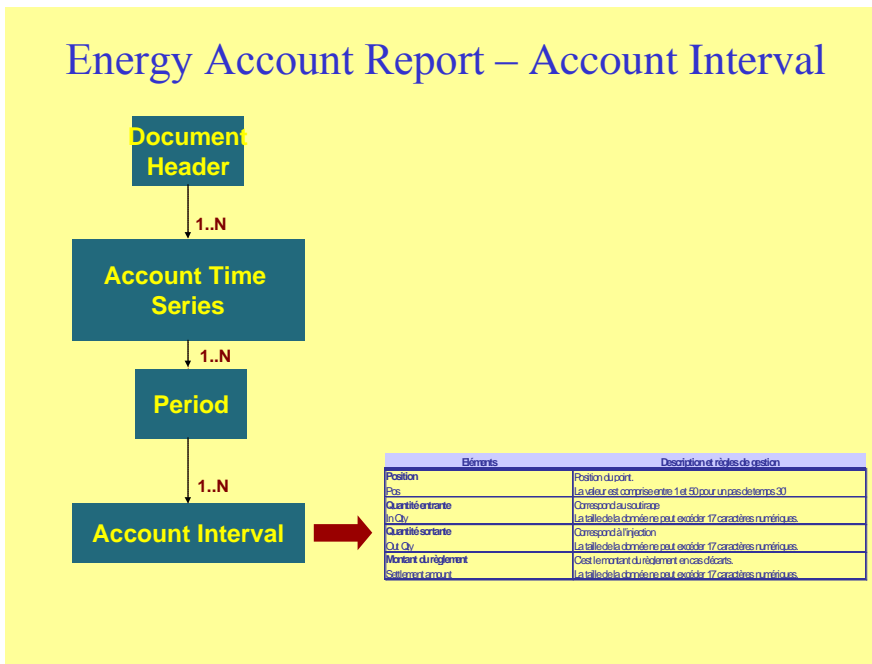 Energy Account Report – Account Interval
Document
Header
1..N
Account Time
Series
1..N
Period
1..N
Account Interval
Eléments Description et règles de gestion
Position Position du point.
Pos La valeur est comprise entre 1 et 50 pour un pas de temps 30'
Quantité entrante Correspond au soutirage
In Qty La taille de la donnée ne peut excéder 17 caractères numériques.
Quantité sortante Correspond à l'injection
Out Qty La taille de la donnée ne peut excéder 17 caractères numériques.
Montant du règlement C'est le montant du règlement en cas d'écarts.
Settlement amount La taille de la donnée ne peut excéder 17 caractères numériques.